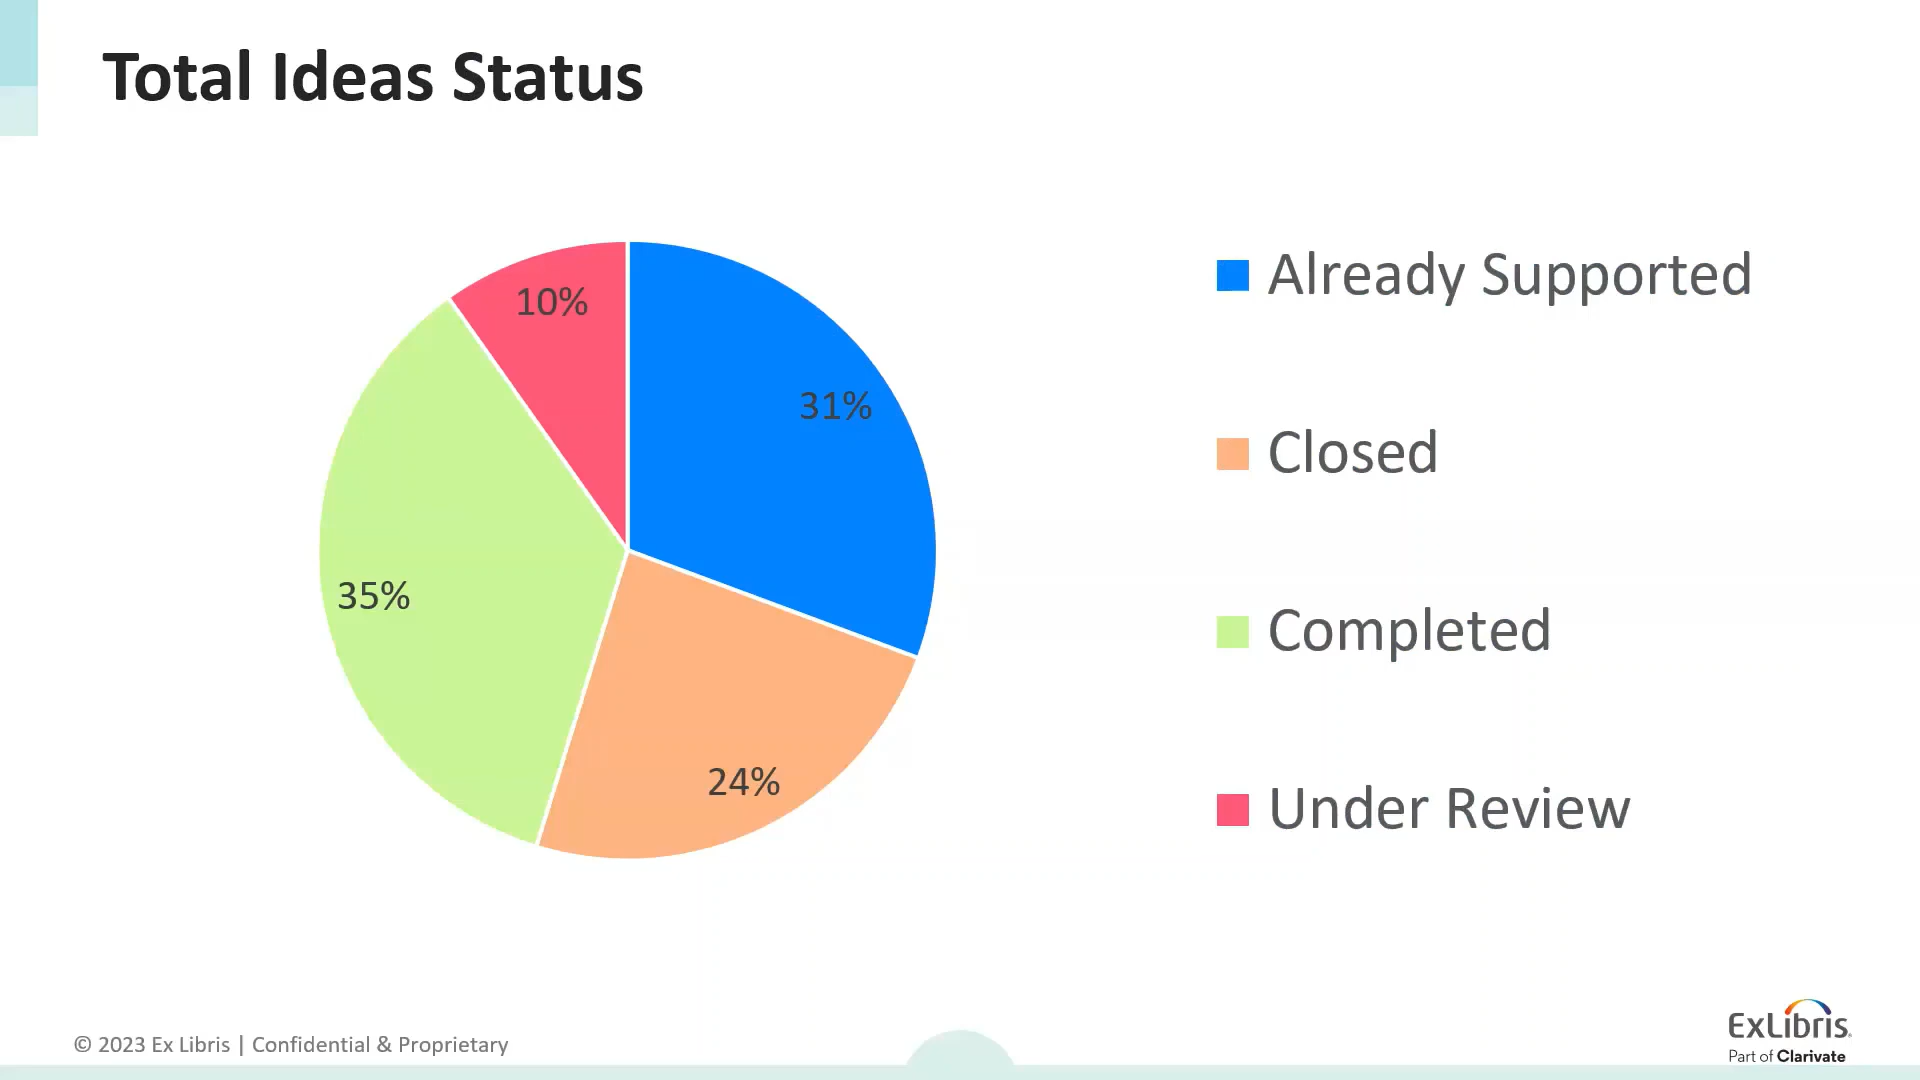 Total Ideas Status
10%
31%
35%
24%
Already Supported
Closed
Completed
Under Review
© 2023 Ex Libris | Confidential & Proprietary
ExLibris
Part of Clarivate